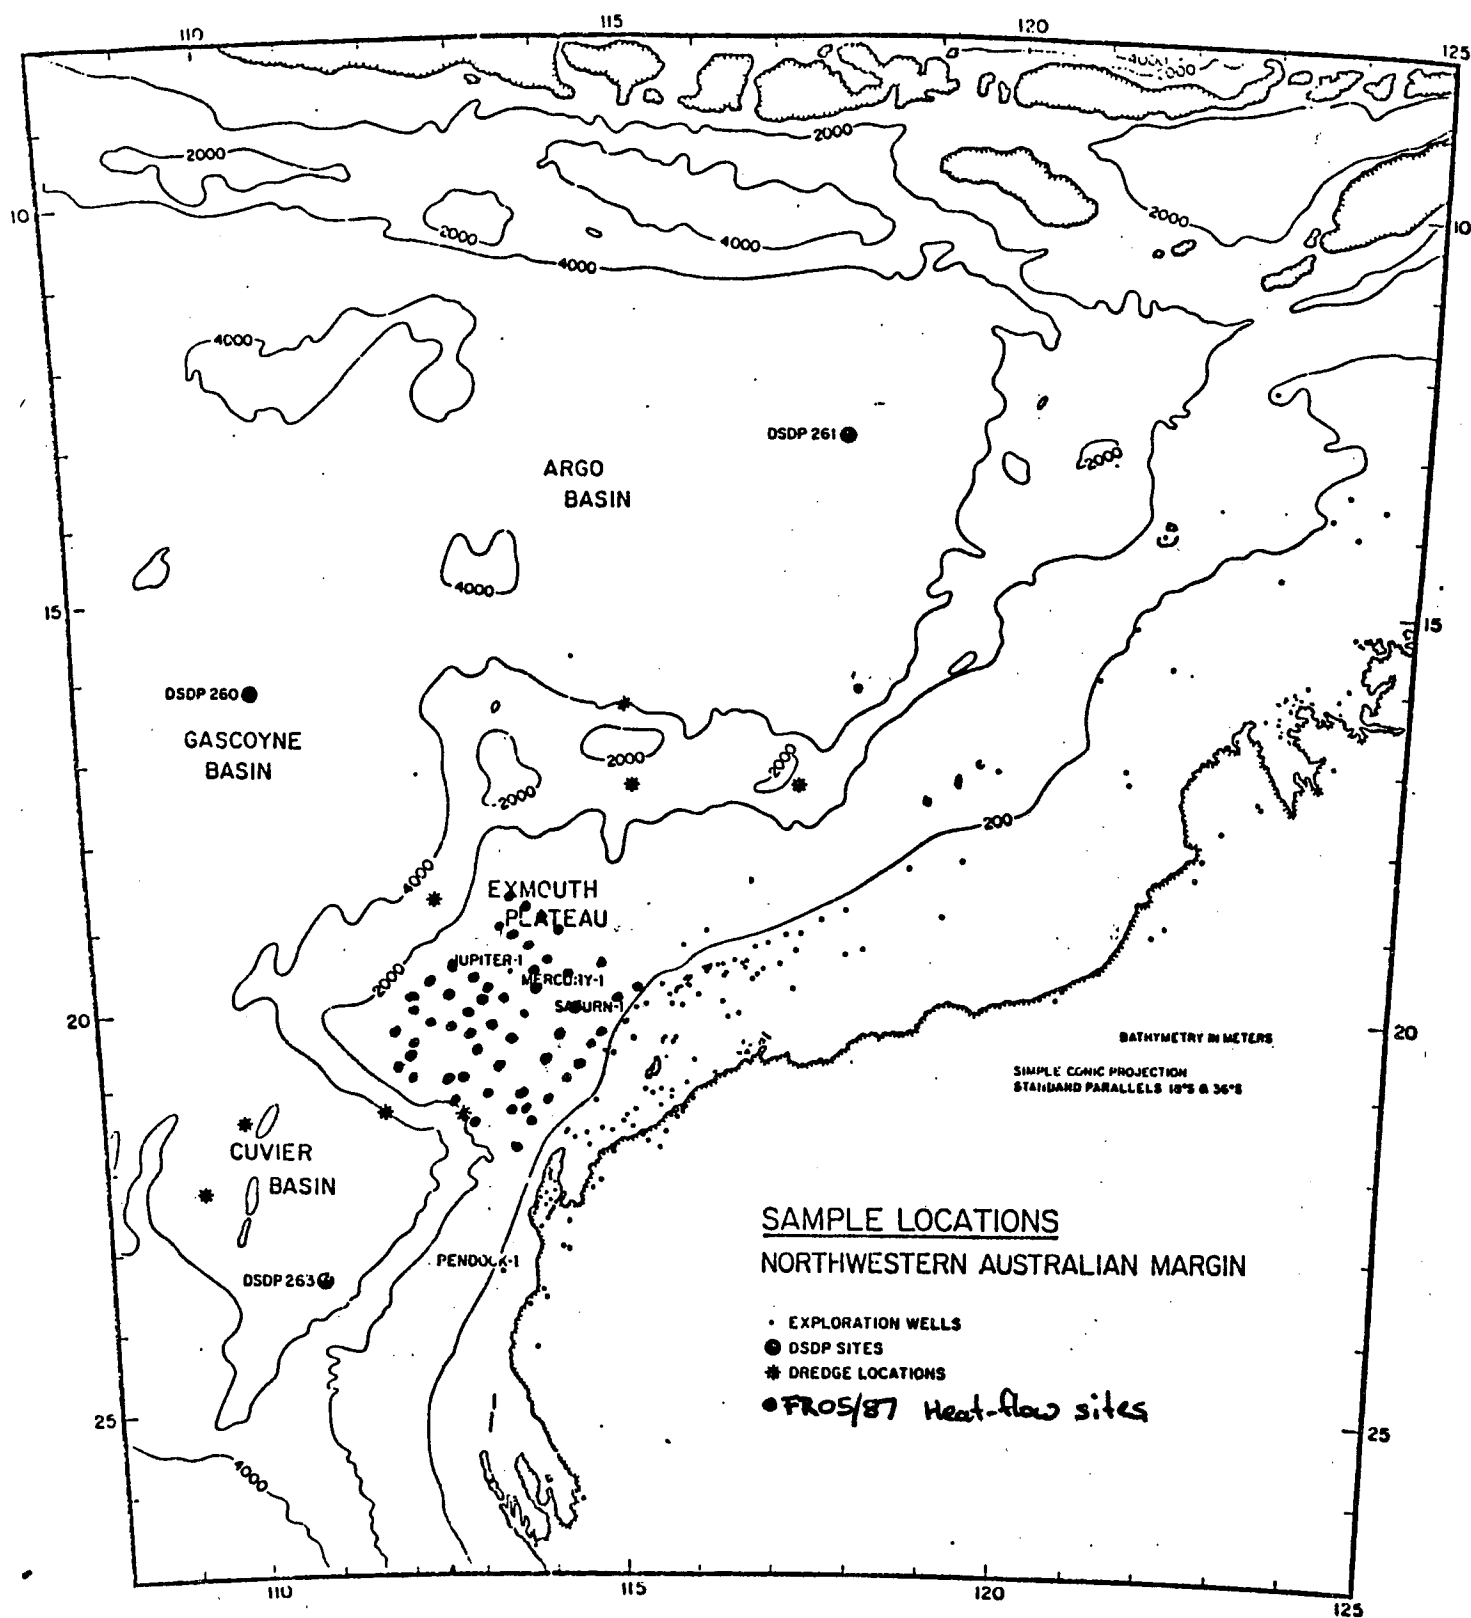 110
115
120
125
4000
2000
2000
2000
10
2000
2000
4000
10
4000
4000
DSDP 261
2000
ARGO
BASIN
4000
15
15
DSDP 260
GASCOYNE
BASIN
2000
2000
2000
200
4000
EXMOUTH
PLATEAU
JUPITER-1
2000
MERCURY-1
SATURN-1
20
20
BATHYMETRY IN METERS
SIMPLE CONIC PROJECTION
STANDARD PARALLELS 18°S & 36°S
CUVIER
BASIN
SAMPLE LOCATIONS
PENDOCK-1
NORTHWESTERN AUSTRALIAN MARGIN
DSDP 263
EXPLORATION WELLS
DSDP SITES
DREDGE LOCATIONS
FR05/87 Heat-flow sites
25
25
4000
110
115
120
125